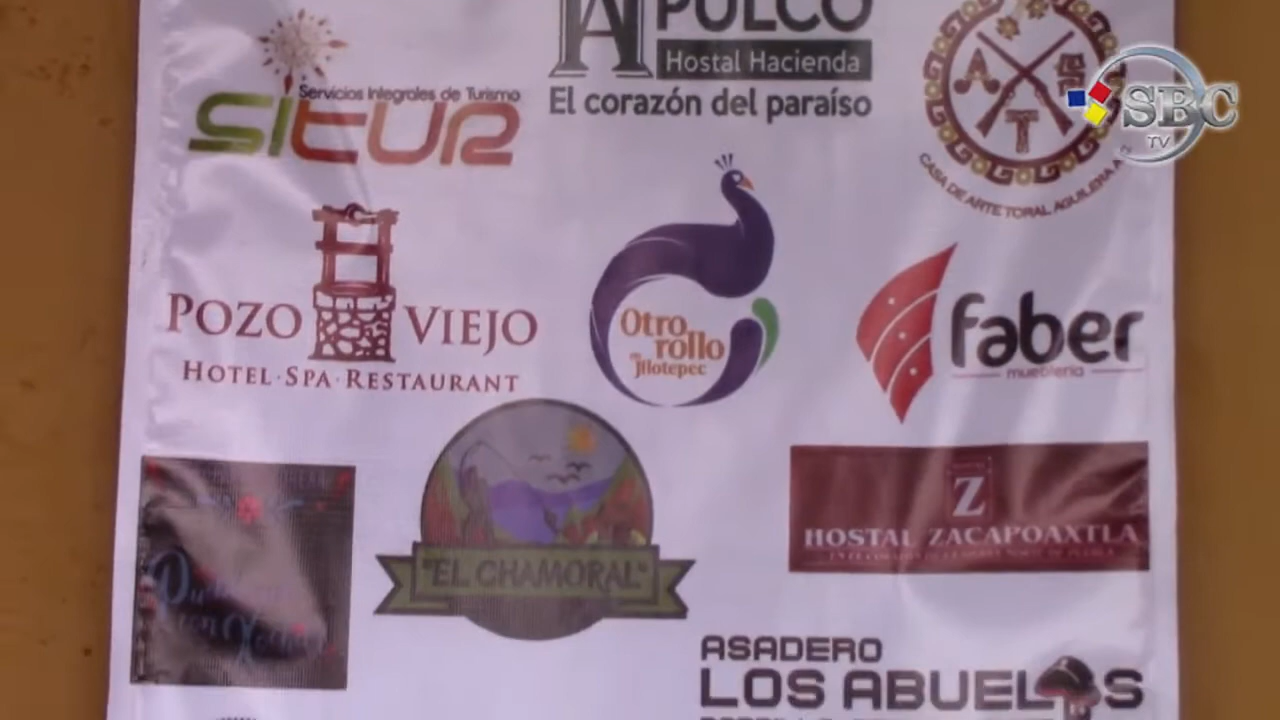 Servicios Integrales de Turismo
SITUR
APULCO
Hostal Hacienda
El corazón del paraíso
A T
CASA DE ARTE TORAL AGUILERA
SBC
TV
POZO VIEJO
HOTEL·SPA·RESTAURANT
Otro
rollo
en
Jilotepec
faber
mueblería
"EL CHAMORAL"
Z
HOSTAL ZACAPOAXTLA
ASADERO
LOS ABUELOS